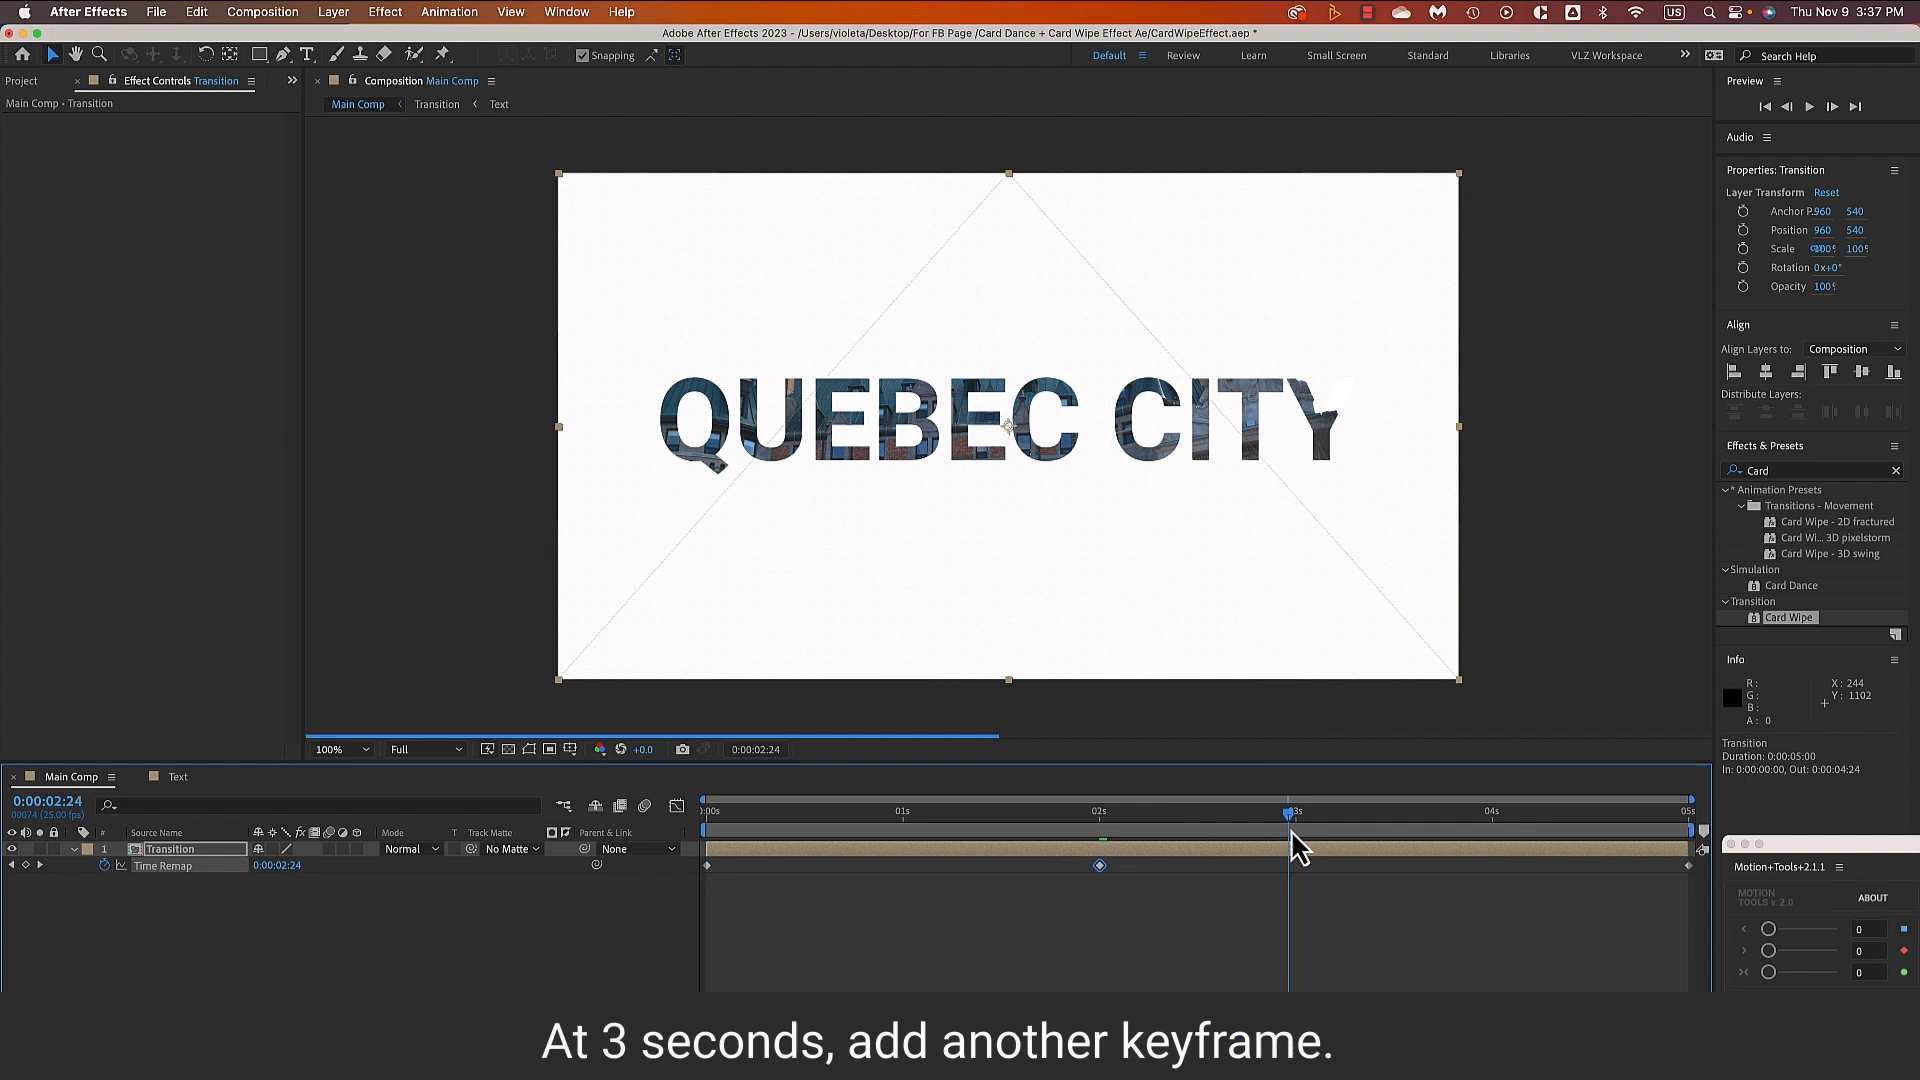 After Effects File Edit Composition Layer Effect Animation View Window Help US Thu Nov 9 3:37 PM
Adobe After Effects 2023 - /Users/violeta/Desktop/For FB Page /Card Dance + Card Wipe Effect Ae/CardWipeEffect.aep *
Snapping Default Review Learn Small Screen Standard Libraries VLZ Workspace Search Help
Project Effect Controls Transition
Main Comp • Transition
Composition Main Comp
Main Comp Transition Text
QUEBEC CITY
100% Full +0.0 0:00:02:24
Preview
Audio
Properties: Transition
Layer Transform Reset
Anchor P. 960 540
Position 960 540
Scale 100% 100%
Rotation 0x+0°
Opacity 100%
Align
Align Layers to: Composition
Distribute Layers:
Effects & Presets
Card
* Animation Presets
Transitions - Movement
Card Wipe - 2D fractured
Card Wi... 3D pixelstorm
Card Wipe - 3D swing
Simulation
Card Dance
Transition
Card Wipe
Info
R:
G:
B:
A: 0
X: 244
Y: 1102
Transition
Duration: 0:00:05:00
In: 0:00:00:00, Out: 0:00:04:24
Main Comp Text
0:00:02:24
00074 (25.00 fps)
# Source Name fx Mode T Track Matte Parent & Link
1 Transition Normal No Matte None
Time Remap 0:00:02:24
:00s 01s 02s 03s 04s 05s
Motion+Tools+2.1.1
MOTION
TOOLS v. 2.0
ABOUT
0
0
0
At 3 seconds, add another keyframe.